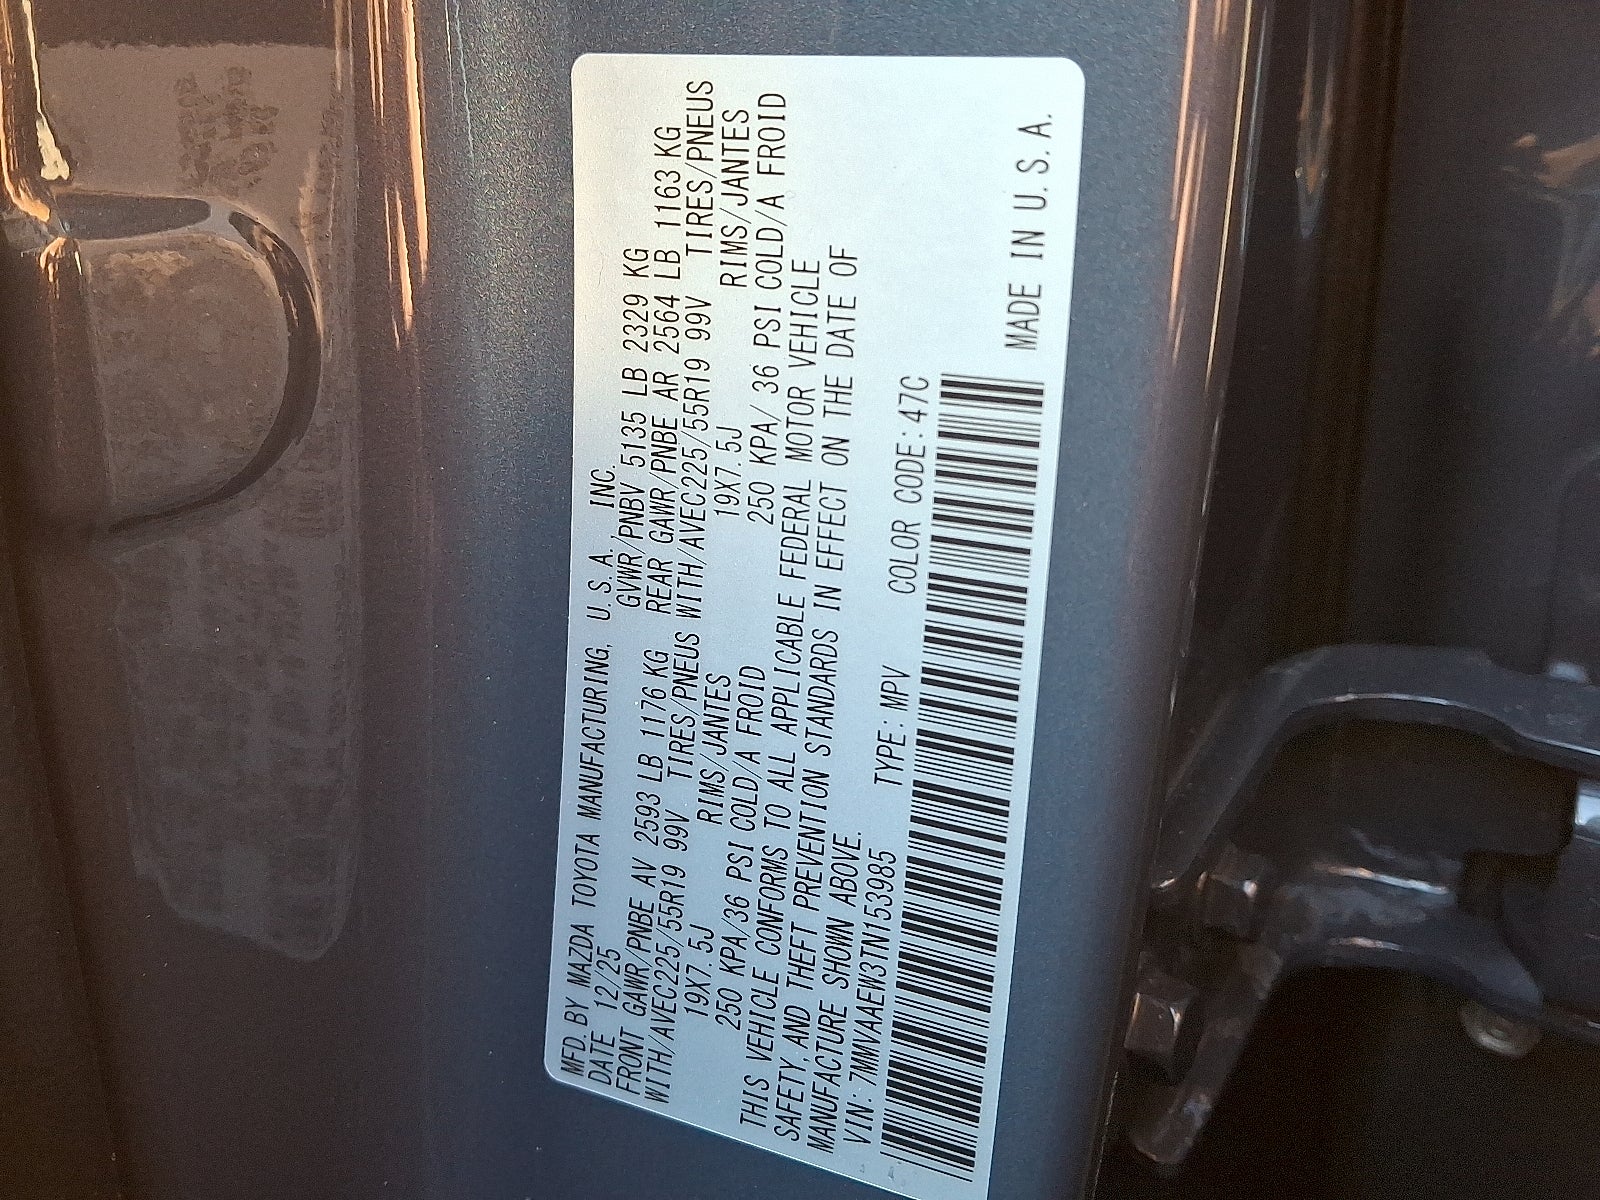 MFD. BY MAZDA TOYOTA MANUFACTURING, U. S. A., INC.
DATE 12/25 GVWR/PNBV 5135 LB 2329 KG
FRONT GAWR/PNBE AV 2593 LB 1176 KG REAR GAWR/PNBE AR 2564 LB 1163 KG
WITH/AVEC225/55R19 99V TIRES/PNEUS WITH/AVEC225/55R19 99V TIRES/PNEUS
19X7. 5J RIMS/JANTES 19X7. 5J RIMS/JANTES
250 KPA/36 PSI COLD/A FROID 250 KPA/ 36 PSI COLD/A FROID
THIS VEHICLE CONFORMS TO ALL APPLICABLE FEDERAL MOTOR VEHICLE
SAFETY, AND THEFT PREVENTION STANDARDS IN EFFECT ON THE DATE OF
MANUFACTURE SHOWN ABOVE.
VIN: 7MMVAAEW3TN153985 TYPE: MPV COLOR CODE: 47C
MADE IN U. S. A.